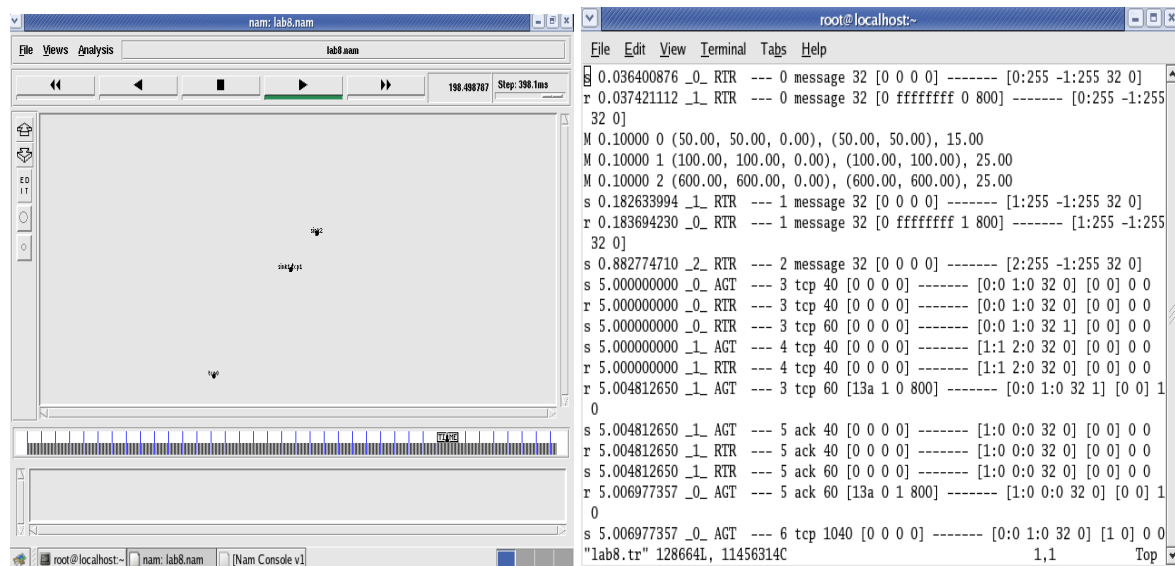 nam: lab8.nam
File Views Analysis lab8.nam
198.498787 Step: 398.1ms
ED
IT
sink2
TIME
root@localhost:~ nam: lab8.nam [Nam Console v1
root@localhost:~
File Edit View Terminal Tabs Help
s 0.036400876 _0_ RTR --- 0 message 32 [0 0 0 0] ------- [0:255 -1:255 32 0]
r 0.037421112 _1_ RTR --- 0 message 32 [0 ffffffff 0 800] ------- [0:255 -1:255
32 0]
M 0.10000 0 (50.00, 50.00, 0.00), (50.00, 50.00), 15.00
M 0.10000 1 (100.00, 100.00, 0.00), (100.00, 100.00), 25.00
M 0.10000 2 (600.00, 600.00, 0.00), (600.00, 600.00), 25.00
s 0.182633994 _1_ RTR --- 1 message 32 [0 0 0 0] ------- [1:255 -1:255 32 0]
r 0.183694230 _0_ RTR --- 1 message 32 [0 ffffffff 1 800] ------- [1:255 -1:255
32 0]
s 0.882774710 _2_ RTR --- 2 message 32 [0 0 0 0] ------- [2:255 -1:255 32 0]
s 5.000000000 _0_ AGT --- 3 tcp 40 [0 0 0 0] ------- [0:0 1:0 32 0] [0 0] 0 0
r 5.000000000 _0_ RTR --- 3 tcp 40 [0 0 0 0] ------- [0:0 1:0 32 0] [0 0] 0 0
s 5.000000000 _0_ RTR --- 3 tcp 60 [0 0 0 0] ------- [0:0 1:0 32 1] [0 0] 0 0
s 5.000000000 _1_ AGT --- 4 tcp 40 [0 0 0 0] ------- [1:1 2:0 32 0] [0 0] 0 0
r 5.000000000 _1_ RTR --- 4 tcp 40 [0 0 0 0] ------- [1:1 2:0 32 0] [0 0] 0 0
r 5.004812650 _1_ AGT --- 3 tcp 60 [13a 1 0 800] ------- [0:0 1:0 32 1] [0 0] 1
0
s 5.004812650 _1_ AGT --- 5 ack 40 [0 0 0 0] ------- [1:0 0:0 32 0] [0 0] 0 0
r 5.004812650 _1_ RTR --- 5 ack 40 [0 0 0 0] ------- [1:0 0:0 32 0] [0 0] 0 0
s 5.004812650 _1_ RTR --- 5 ack 60 [0 0 0 0] ------- [1:0 0:0 32 0] [0 0] 0 0
r 5.006977357 _0_ AGT --- 5 ack 60 [13a 0 1 800] ------- [1:0 0:0 32 0] [0 0] 1
0
s 5.006977357 _0_ AGT --- 6 tcp 1040 [0 0 0 0] ------- [0:0 1:0 32 0] [1 0] 0 0
"lab8.tr" 128664L, 11456314C 1,1 Top